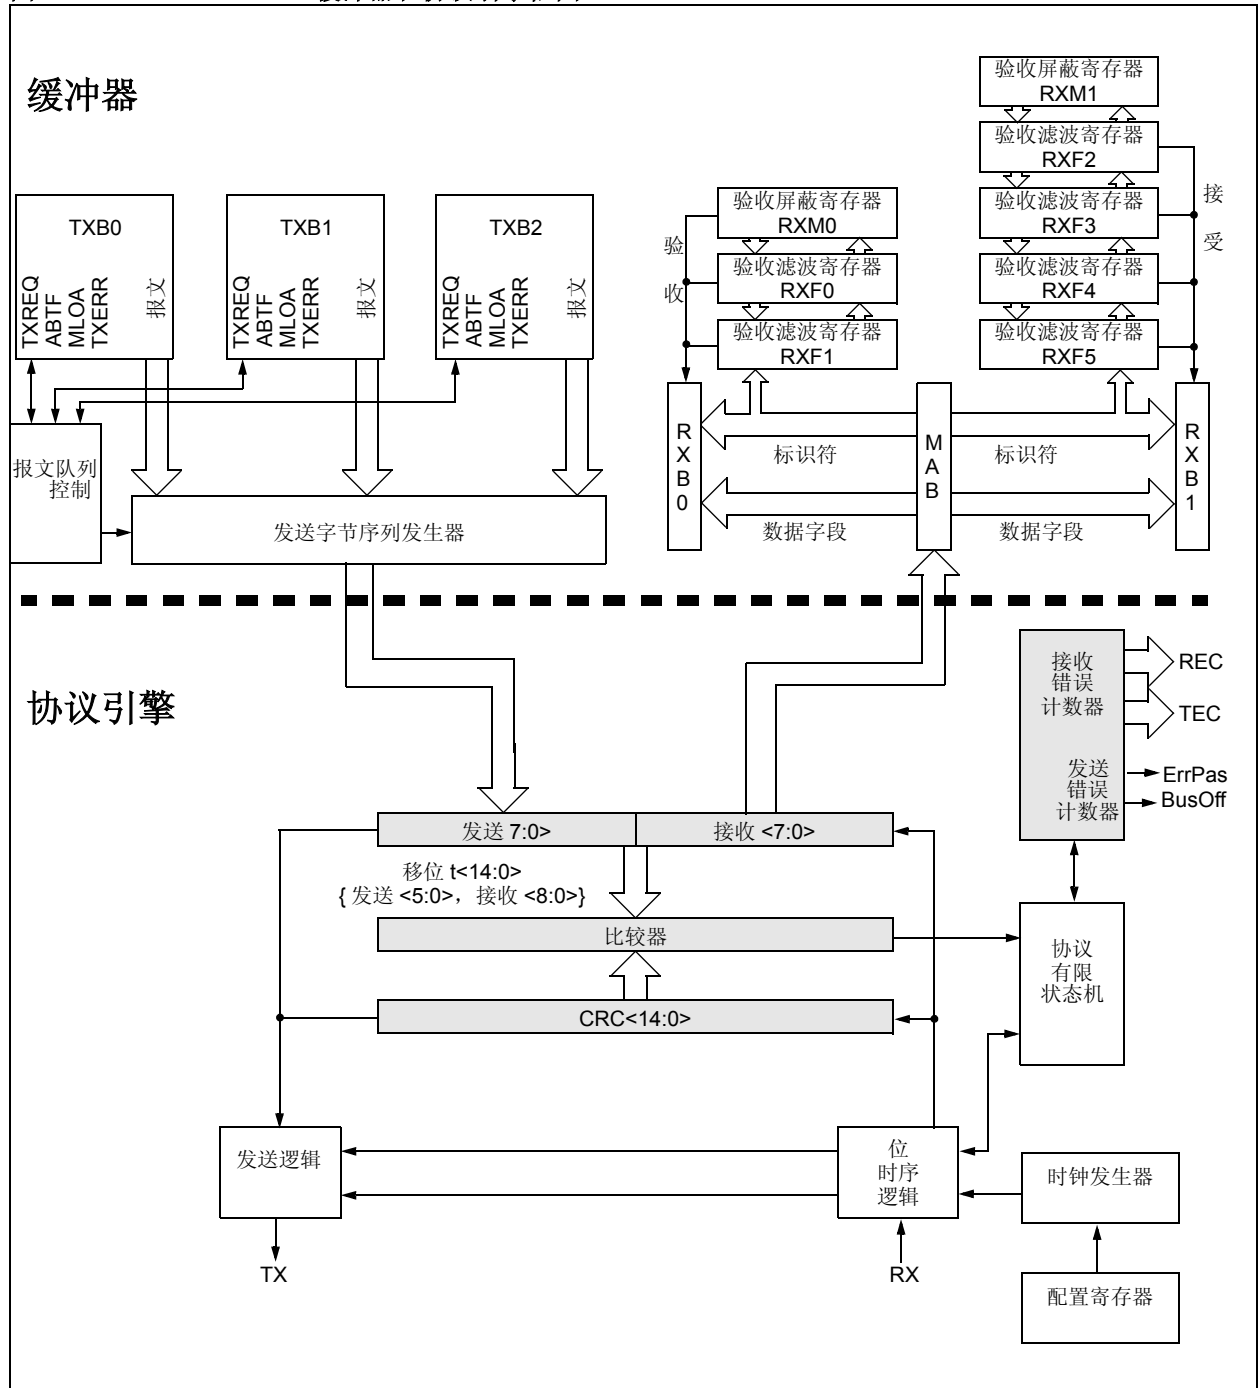 缓冲器
验收屏蔽寄存器
RXM1
验收滤波寄存器
RXF2
验收滤波寄存器
RXF3
验收滤波寄存器
RXF4
验收滤波寄存器
RXF5
接
受
验收屏蔽寄存器
RXM0
验收滤波寄存器
RXF0
验收滤波寄存器
RXF1
验
收
TXB0
TXREQ
ABTF
MLOA
TXERR
报文
TXB1
TXREQ
ABTF
MLOA
TXERR
报文
TXB2
TXREQ
ABTF
MLOA
TXERR
报文
报文队列
控制
发送字节序列发生器
RXB0
标识符
数据字段
MAB
标识符
数据字段
RXB1
协议引擎
接收
错误
计数器
REC
TEC
发送
错误
计数器
ErrPas
BusOff
发送 7:0>
接收 <7:0>
移位 t<14:0>
{ 发送 <5:0>，接收 <8:0>}
比较器
CRC<14:0>
协议
有限
状态机
发送逻辑
位
时序
逻辑
时钟发生器
TX
RX
配置寄存器